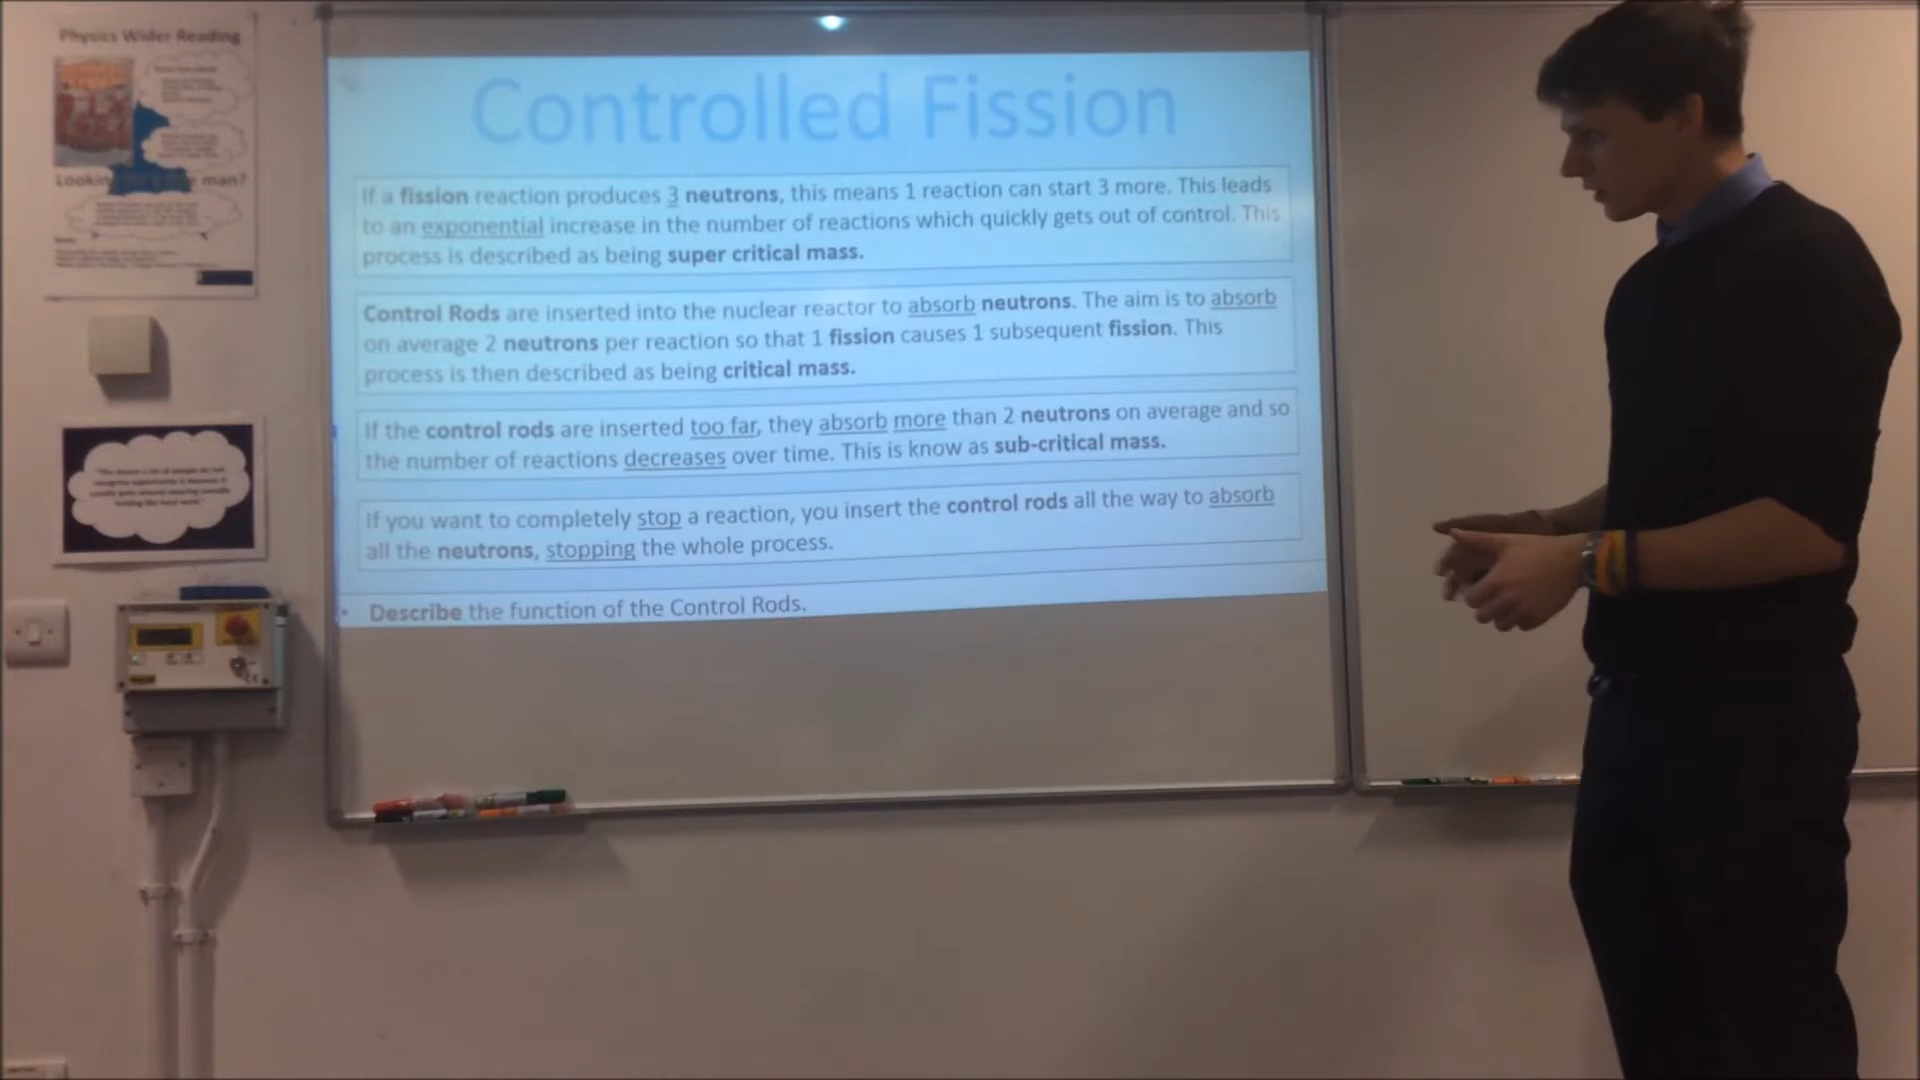 Physics Wider Reading
Looking man?
Controlled Fission
If a fission reaction produces 3 neutrons, this means 1 reaction can start 3 more. This leads
to an exponential increase in the number of reactions which quickly gets out of control. This
process is described as being super critical mass.
Control Rods are inserted into the nuclear reactor to absorb neutrons. The aim is to absorb
on average 2 neutrons per reaction so that 1 fission causes 1 subsequent fission. This
process is then described as being critical mass.
If the control rods are inserted too far, they absorb more than 2 neutrons on average and so
the number of reactions decreases over time. This is know as sub-critical mass.
If you want to completely stop a reaction, you insert the control rods all the way to absorb
all the neutrons, stopping the whole process.
• Describe the function of the Control Rods.